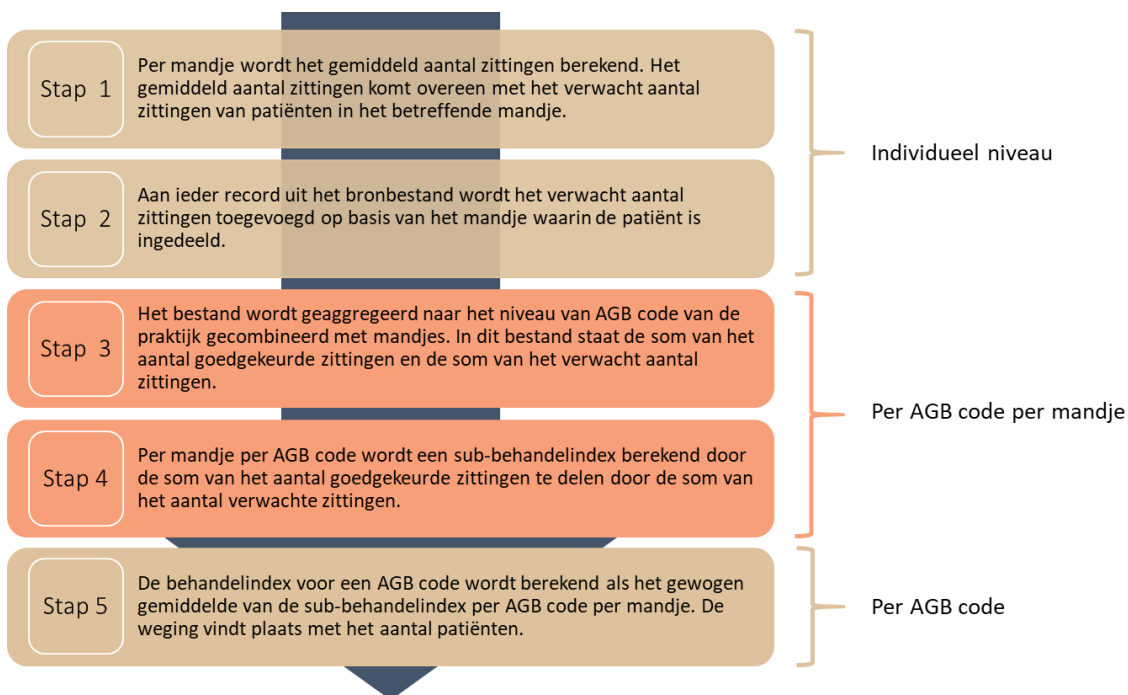 Stap 1
Per mandje wordt het gemiddeld aantal zittingen berekend. Het
gemiddeld aantal zittingen komt overeen met het verwacht aantal
zittingen van patiënten in het betreffende mandje.
Stap 2
Aan ieder record uit het bronbestand wordt het verwacht aantal
zittingen toegevoegd op basis van het mandje waarin de patiënt is
ingedeeld.
Individueel niveau
Stap 3
Het bestand wordt geaggregeerd naar het niveau van AGB code van de
praktijk gecombineerd met mandjes. In dit bestand staat de som van het
aantal goedgekeurde zittingen en de som van het verwacht aantal
zittingen.
Stap 4
Per mandje per AGB code wordt een sub-behandelindex berekend door
de som van het aantal goedgekeurde zittingen te delen door de som van
het aantal verwachte zittingen.
Per AGB code per mandje
Stap 5
De behandelindex voor een AGB code wordt berekend als het gewogen
gemiddelde van de sub-behandelindex per AGB code per mandje. De
weging vindt plaats met het aantal patiënten.
Per AGB code